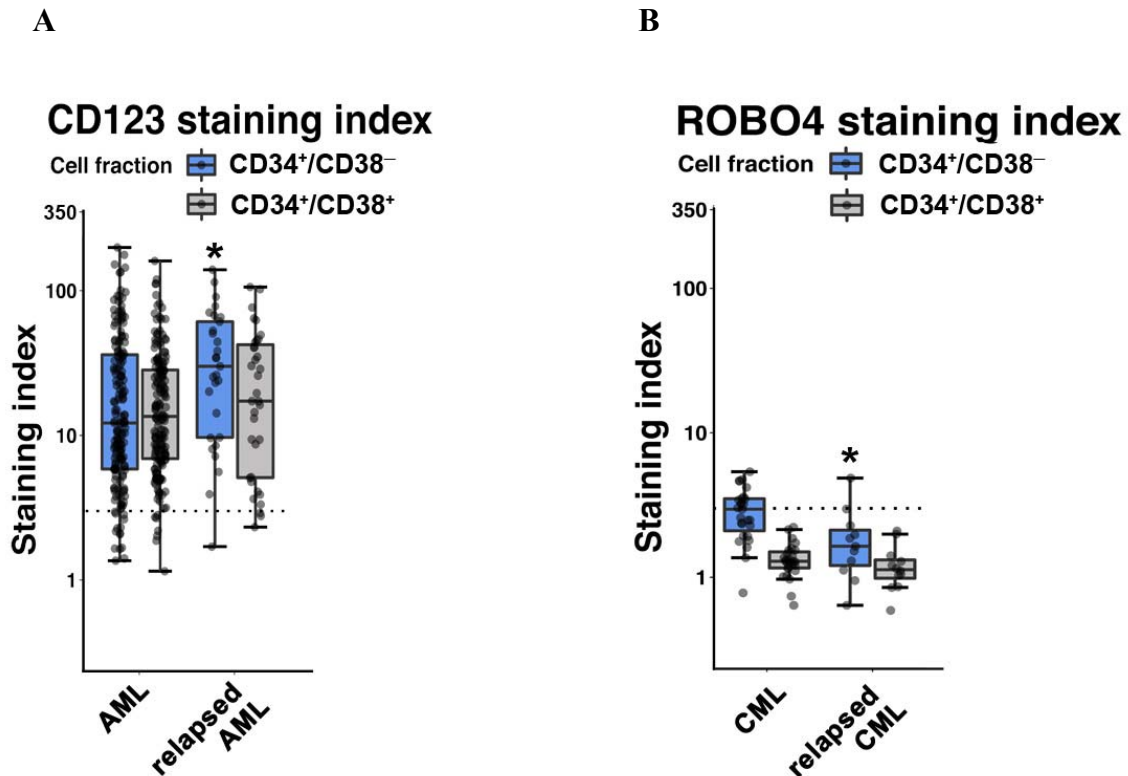 A
CD123 staining index
Cell fraction
CD34⁺/CD38⁻
CD34⁺/CD38⁺
350
100
10
1
Staining index
*
AML
relapsed
AML
B
ROBO4 staining index
Cell fraction
CD34⁺/CD38⁻
CD34⁺/CD38⁺
350
100
10
1
Staining index
*
CML
relapsed
CML